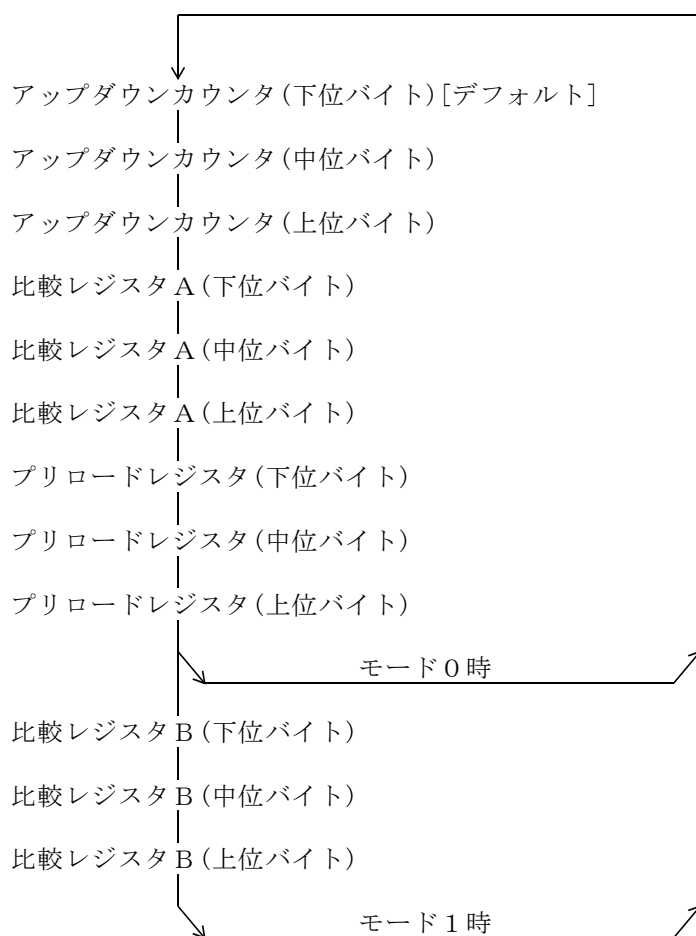 アップダウンカウンタ(下位バイト)[デフォルト]
アップダウンカウンタ(中位バイト)
アップダウンカウンタ(上位バイト)
比較レジスタA(下位バイト)
比較レジスタA(中位バイト)
比較レジスタA(上位バイト)
プリロードレジスタ(下位バイト)
プリロードレジスタ(中位バイト)
プリロードレジスタ(上位バイト)
モード0時
比較レジスタB(下位バイト)
比較レジスタB(中位バイト)
比較レジスタB(上位バイト)
モード1時